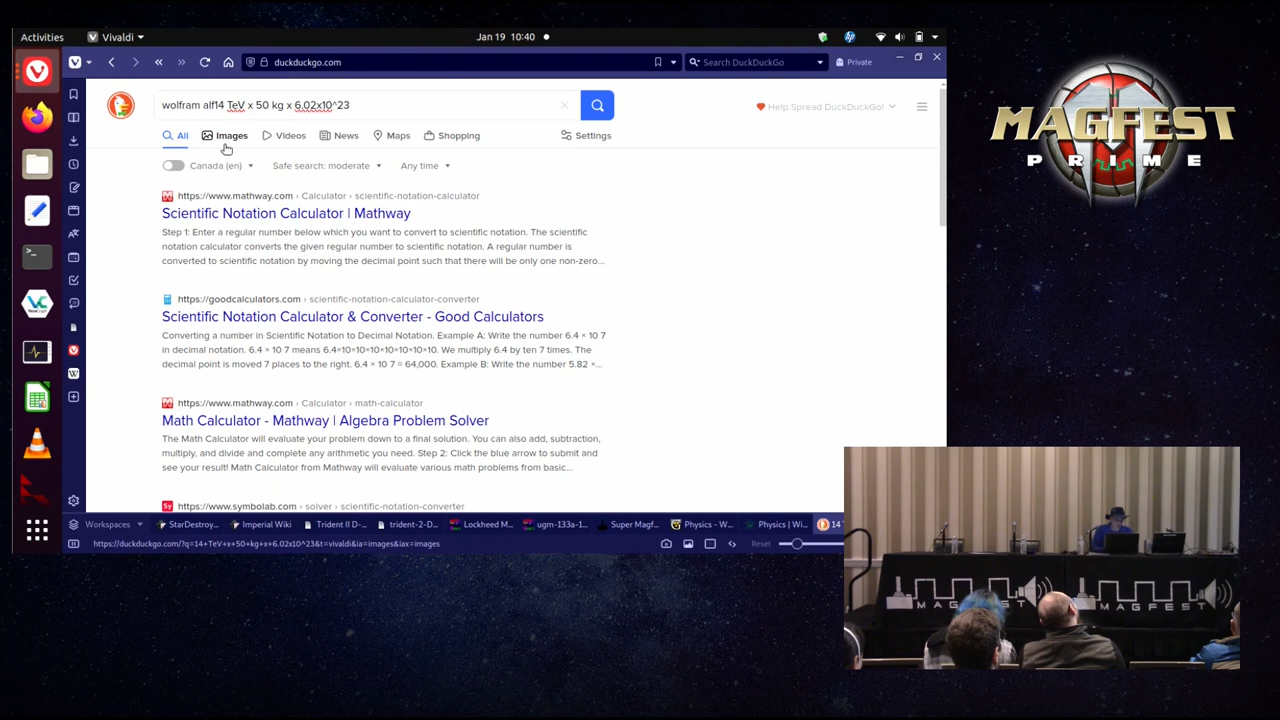 Activities
Vivaldi
Jan 19 10:40
duckduckgo.com
Search DuckDuckGo
Private
wolfram alf14 TeV x 50 kg x 6.02x10^23
Help Spread DuckDuckGo!
All
Images
Videos
News
Maps
Shopping
Settings
Canada (en)
Safe search: moderate
Any time
https://www.mathway.com › Calculator › scientific-notation-calculator
Scientific Notation Calculator | Mathway
Step 1: Enter a regular number below which you want to convert to scientific notation. The scientific
notation calculator converts the given regular number to scientific notation. A regular number is
converted to scientific notation by moving the decimal point such that there will be only one non-zero...
https://goodcalculators.com › scientific-notation-calculator-converter
Scientific Notation Calculator & Converter - Good Calculators
Converting a number in Scientific Notation to Decimal Notation. Example A: Write the number 6.4 × 10 7
in decimal notation. 6.4 × 10 7 means 6.4×10×10×10×10×10×10×10. We multiply 6.4 by ten 7 times. The
decimal point is moved 7 places to the right. 6.4 × 10 7 = 64,000. Example B: Write the number 5.82 ×...
https://www.mathway.com › Calculator › math-calculator
Math Calculator - Mathway | Algebra Problem Solver
The Math Calculator will evaluate your problem down to a final solution. You can also add, subtraction,
multiply, and divide and complete any arithmetic you need. Step 2: Click the blue arrow to submit and
see your result! Math Calculator from Mathway will evaluate various math problems from basic...
https://www.symbolab.com › solver › scientific-notation-converter
Workspaces
StarDestroy...
Imperial Wiki
Trident II D-...
trident-2-D...
Lockheed M...
ugm-133a-1...
Super Magf...
Physics - W...
Physics | Wi...
14 T
https://duckduckgo.com/?q=14+TeV+x+50+kg+x+6.02x10^23&t=vivaldi&ia=images&iax=images
Reset
MAGFEST
PRIME
MAGFEST
MAGFEST